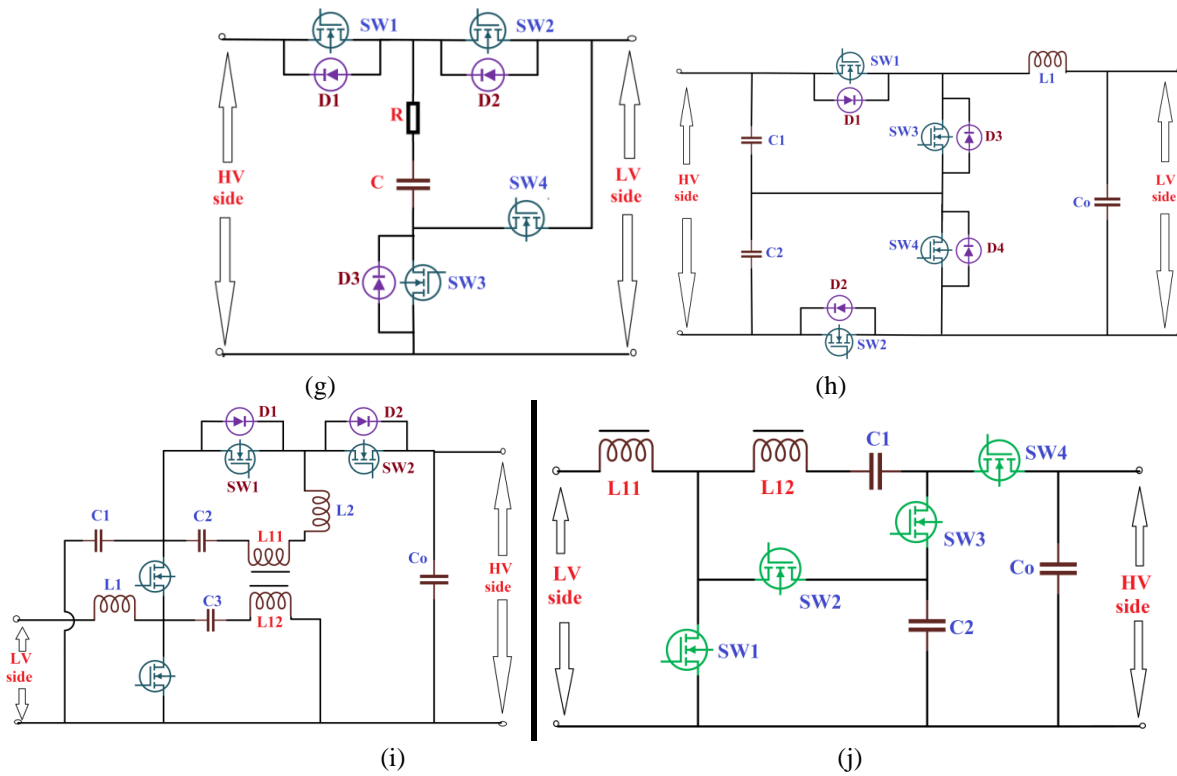 SW1
SW2
D1
D2
R
HV
side
C
SW4
LV
side
D3
SW3
(g)
SW1
D1
L1
C1
SW3
D3
HV
side
LV
side
Co
C2
SW4
D4
D2
SW2
(h)
D1
D2
SW1
SW2
L2
C1
C2
L11
Co
HV
side
L1
C3
L12
LV
side
(i)
C1
SW4
L11
L12
SW3
LV
side
SW2
Co
HV
side
C2
SW1
(j)